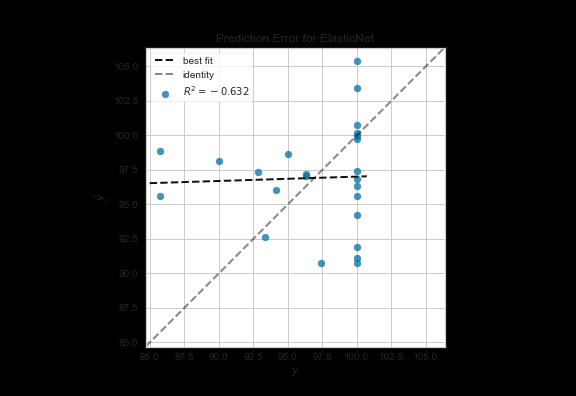 Prediction Error for ElasticNet
best fit
identity
R² = −0.632
105.0
102.5
100.0
97.5
95.0
92.5
90.0
87.5
85.0
ŷ
85.0 87.5 90.0 92.5 95.0 97.5 100.0 102.5 105.0
y